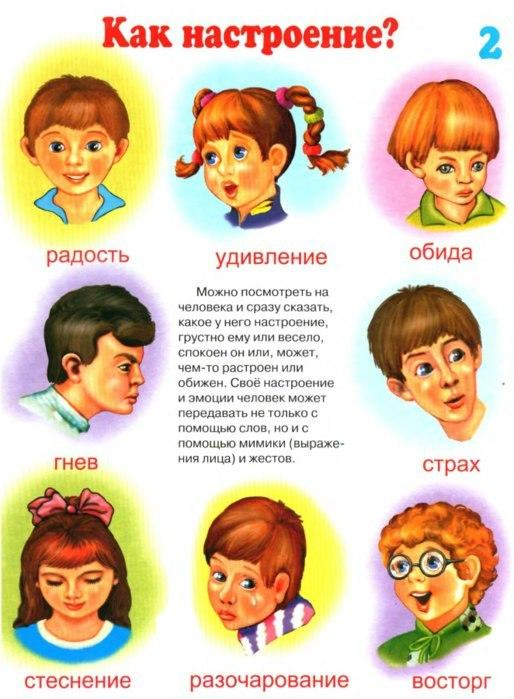 Как настроение?
2
радость
удивление
обида
Можно посмотреть на
человека и сразу сказать,
какое у него настроение,
грустно ему или весело,
спокоен он или, может,
чем-то растроен или
обижен. Своё настроение
и эмоции человек может
передавать не только с
помощью слов, но и с
помощью мимики (выраже-
ния лица) и жестов.
гнев
страх
стеснение
разочарование
восторг